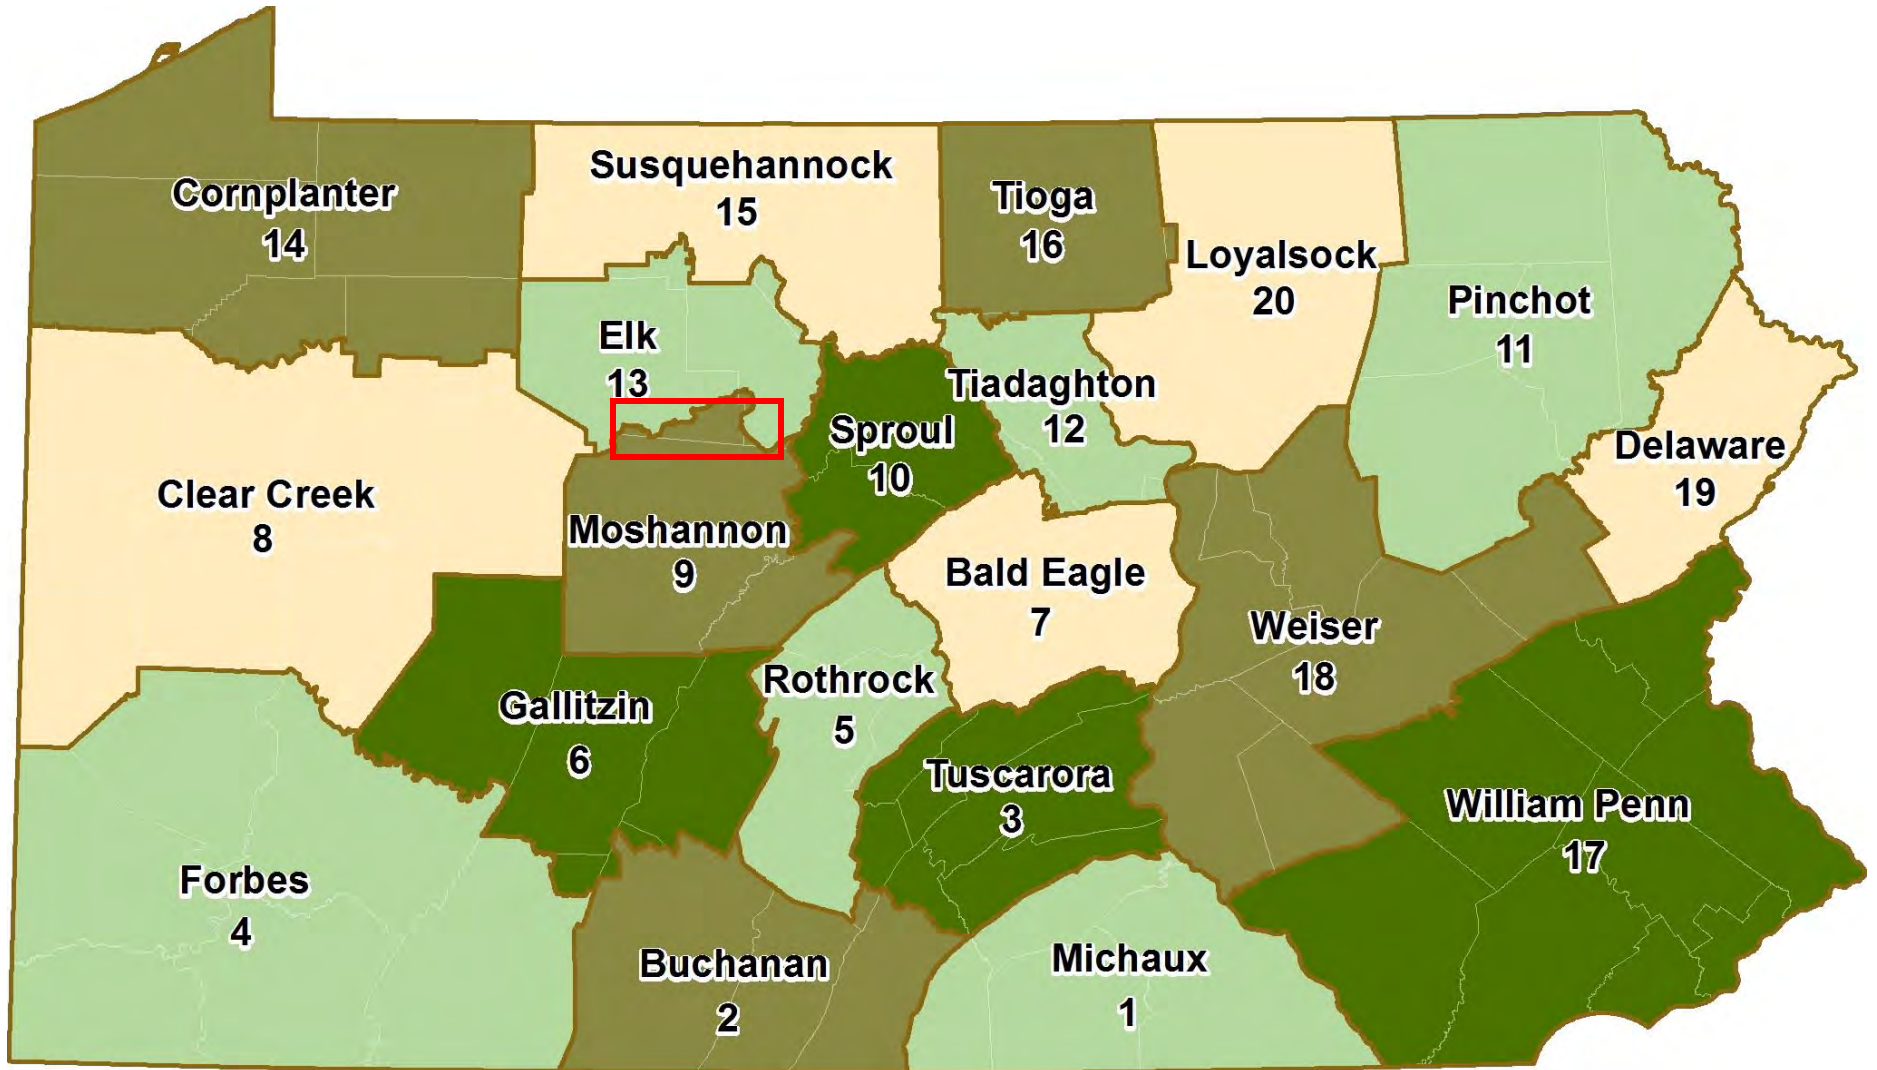 Cornplanter
14
Susquehannock
15
Tioga
16
Loyalsock
20
Pinchot
11
Elk
13
Tiadaghton
12
Sproul
10
Delaware
19
Clear Creek
8
Moshannon
9
Bald Eagle
7
Weiser
18
Gallitzin
6
Rothrock
5
Tuscarora
3
William Penn
17
Forbes
4
Buchanan
2
Michaux
1